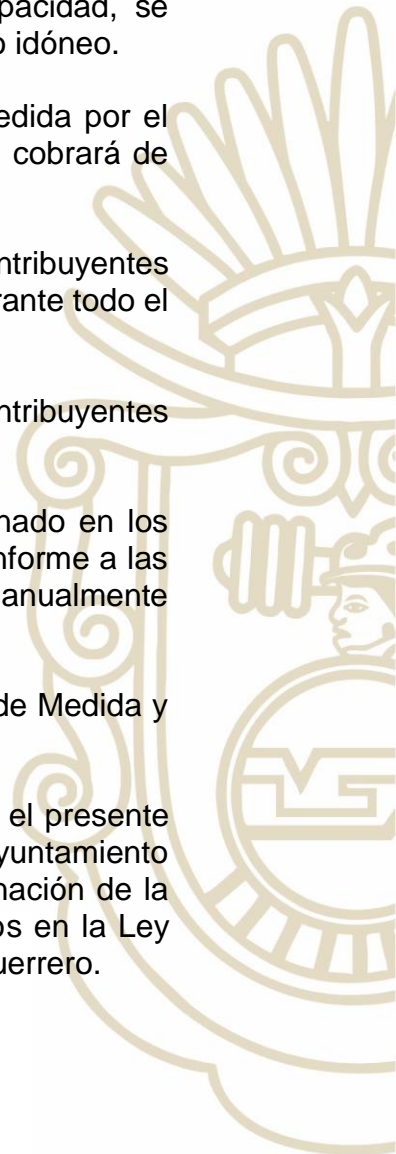 pacidad, se
o idóneo.
edida por el
cobrará de
ntribuyentes
rante todo el
ntribuyentes
nado en los
nforme a las
anualmente
de Medida y
el presente
yuntamiento
nación de la
os en la Ley
uerrero.